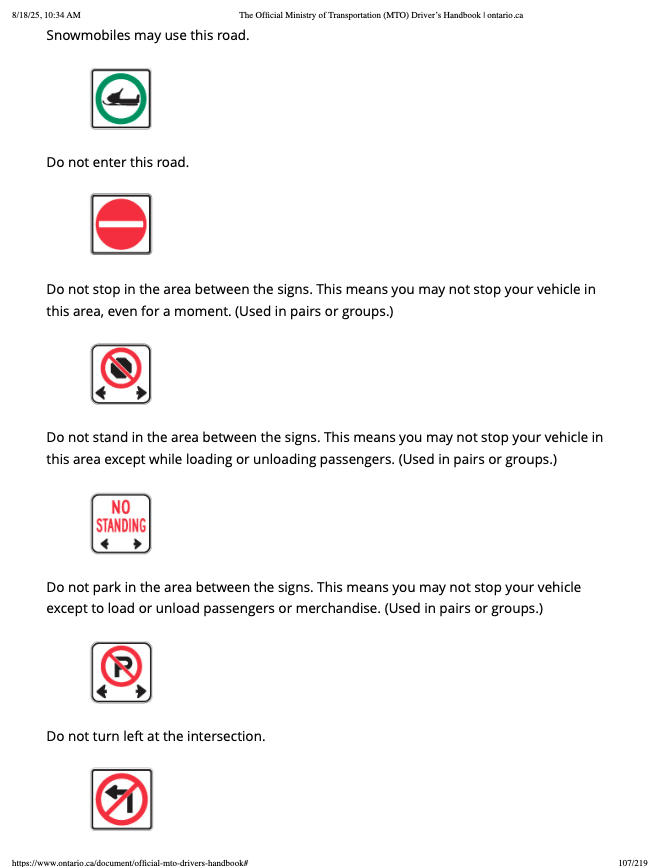 8/18/25, 10:34 AM The Official Ministry of Transportation (MTO) Driver's Handbook | ontario.ca
Snowmobiles may use this road.
Do not enter this road.
Do not stop in the area between the signs. This means you may not stop your vehicle in
this area, even for a moment. (Used in pairs or groups.)
Do not stand in the area between the signs. This means you may not stop your vehicle in
this area except while loading or unloading passengers. (Used in pairs or groups.)
NO
STANDING
Do not park in the area between the signs. This means you may not stop your vehicle
except to load or unload passengers or merchandise. (Used in pairs or groups.)
P
Do not turn left at the intersection.
https://www.ontario.ca/document/official-mto-drivers-handbook# 107/219